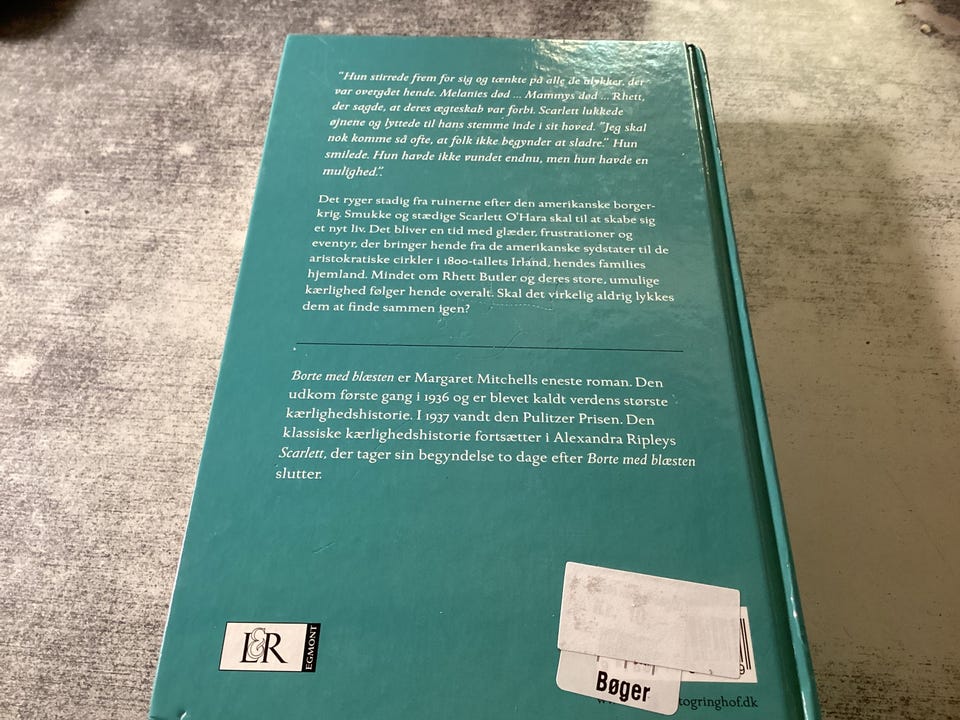 "Hun stirrede frem for sig og tænkte på alle de ulykker, der
var overgået hende. Melanies død ... Mammys død ... Rhett,
der sagde, at deres ægteskab var forbi. Scarlett lukkede
øjnene og lyttede til hans stemme inde i sit hoved. "Jeg skal
nok komme så ofte, at folk ikke begynder at sladre." Hun
smilede. Hun havde ikke vundet endnu, men hun havde en
mulighed.".
Det ryger stadig fra ruinerne efter den amerikanske borger-
krig. Smukke og stædige Scarlett O'Hara skal til at skabe sig
et nyt liv. Det bliver en tid med glæder, frustrationer og
eventyr, der bringer hende fra de amerikanske sydstater til de
aristokratiske cirkler i 1800-tallets Irland, hendes families
hjemland. Mindet om Rhett Butler og deres store, umulige
kærlighed følger hende overalt. Skal det virkelig aldrig lykkes
dem at finde sammen igen?
Borte med blæsten er Margaret Mitchells eneste roman. Den
udkom første gang i 1936 og er blevet kaldt verdens største
kærlighedshistorie. I 1937 vandt den Pulitzer Prisen. Den
klassiske kærlighedshistorie fortsætter i Alexandra Ripleys
Scarlett, der tager sin begyndelse to dage efter Borte med blæsten
slutter.
L&R
EGMONT
Bøger
togringhof.dk